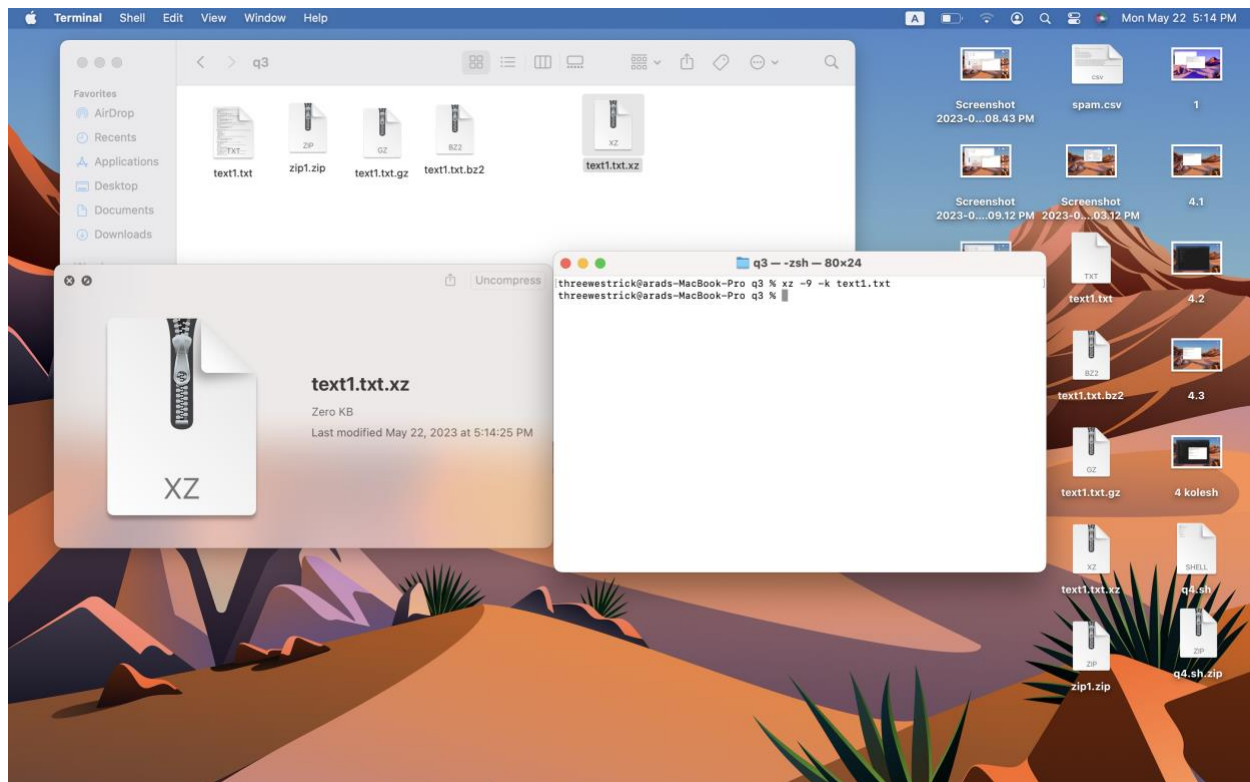 Terminal Shell Edit View Window Help
A Mon May 22 5:14 PM
q3
Favorites
AirDrop
Recents
Applications
Desktop
Documents
Downloads
TXT
text1.txt
ZIP
zip1.zip
GZ
text1.txt.gz
BZ2
text1.txt.bz2
XZ
text1.txt.xz
Uncompress
XZ
text1.txt.xz
Zero KB
Last modified May 22, 2023 at 5:14:25 PM
q3 — -zsh — 80×24
[threewestrick@arads-MacBook-Pro q3 % xz -9 -k text1.txt ]
threewestrick@arads-MacBook-Pro q3 %
Screenshot
2023-0...08.43 PM
CSV
spam.csv
1
Screenshot
2023-0....09.12 PM
Screenshot
2023-0...03.12 PM
4.1
TXT
text1.txt
4.2
BZ2
text1.txt.bz2
4.3
GZ
text1.txt.gz
4 kolesh
XZ
text1.txt.xz
SHELL
q4.sh
ZIP
zip1.zip
ZIP
q4.sh.zip